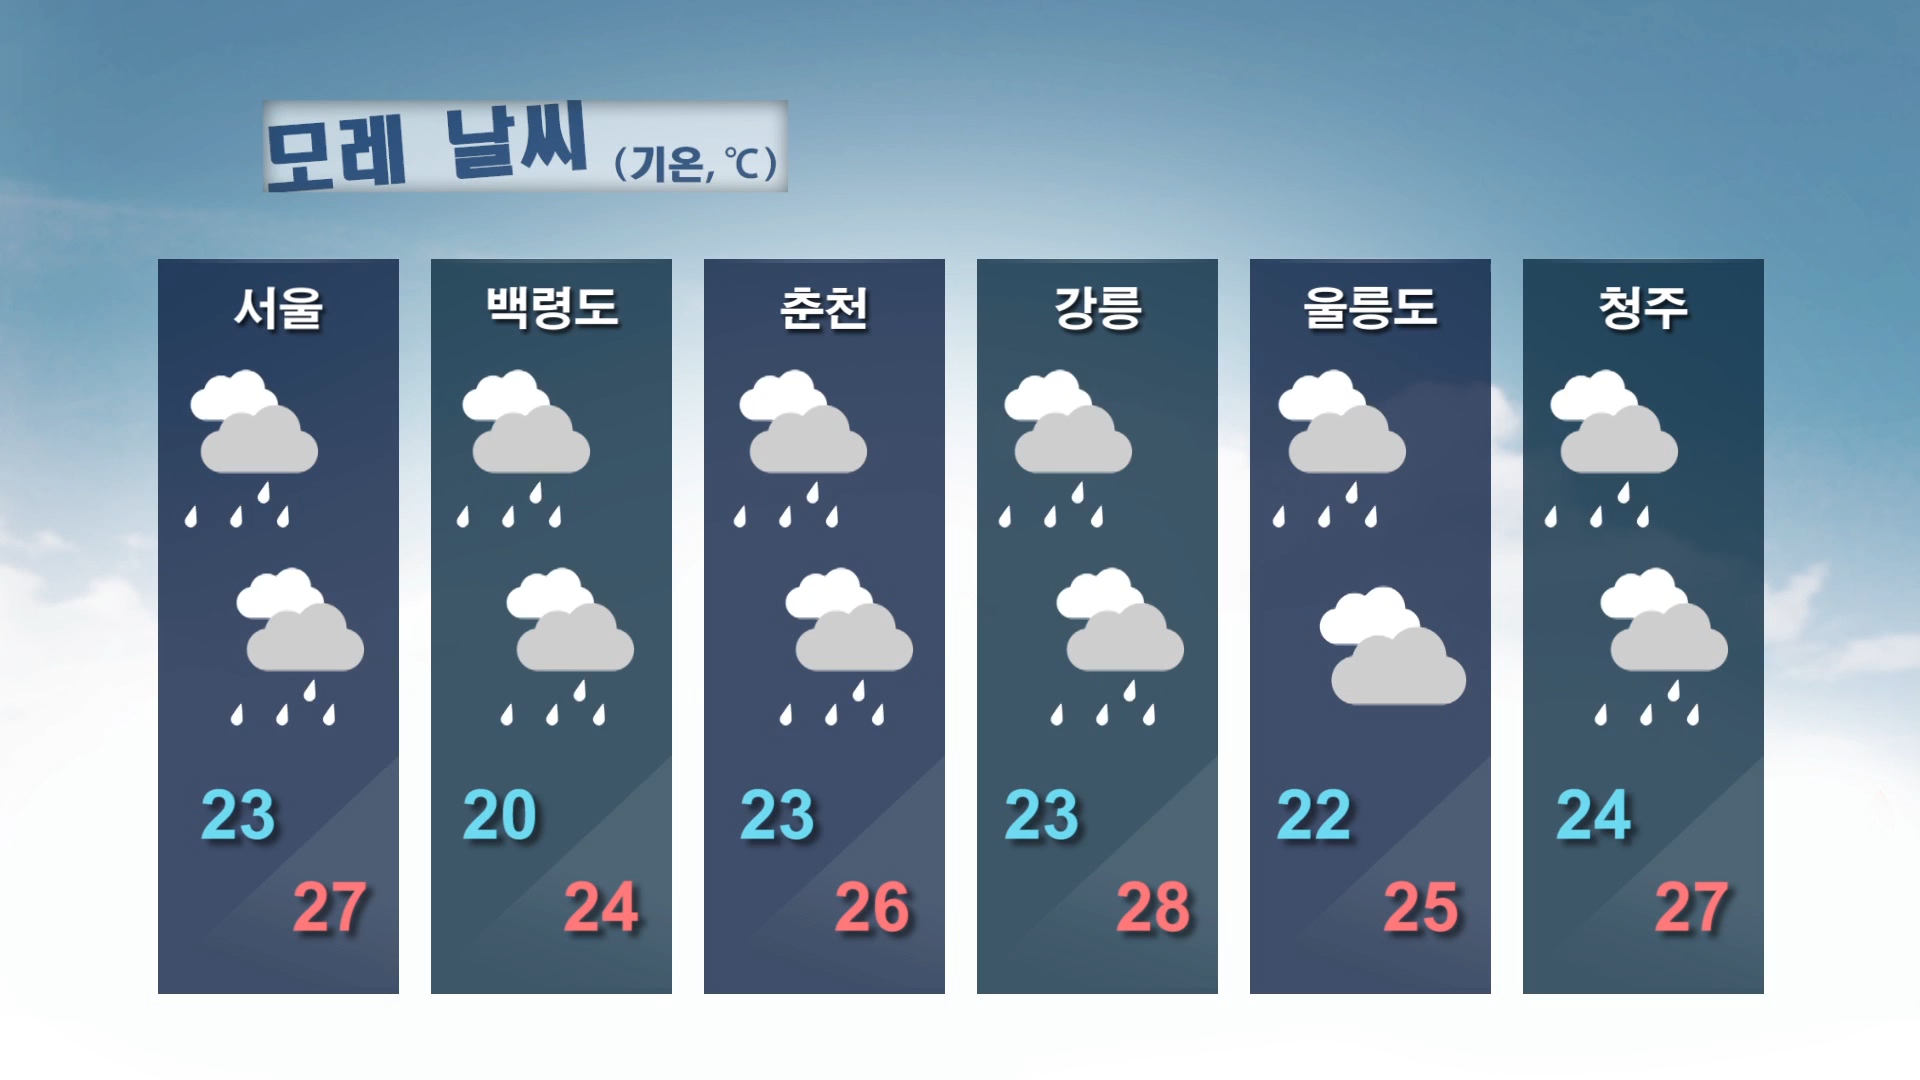 모레 날씨 (기온, ℃)
서울 백령도 춘천 강릉 울릉도 청주
23 20 23 23 22 24
27 24 26 28 25 27